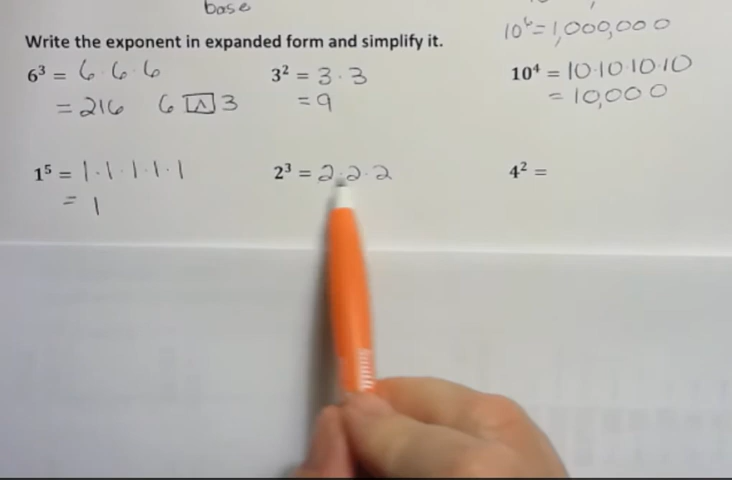 base
10⁶=1,000,000
Write the exponent in expanded form and simplify it.
6³ = 6·6·6
= 216 6 [^] 3
3² = 3·3
= 9
10⁴ = 10·10·10·10
= 10,000
1⁵ = 1·1·1·1·1
= 1
2³ = 2·2·2
4² =